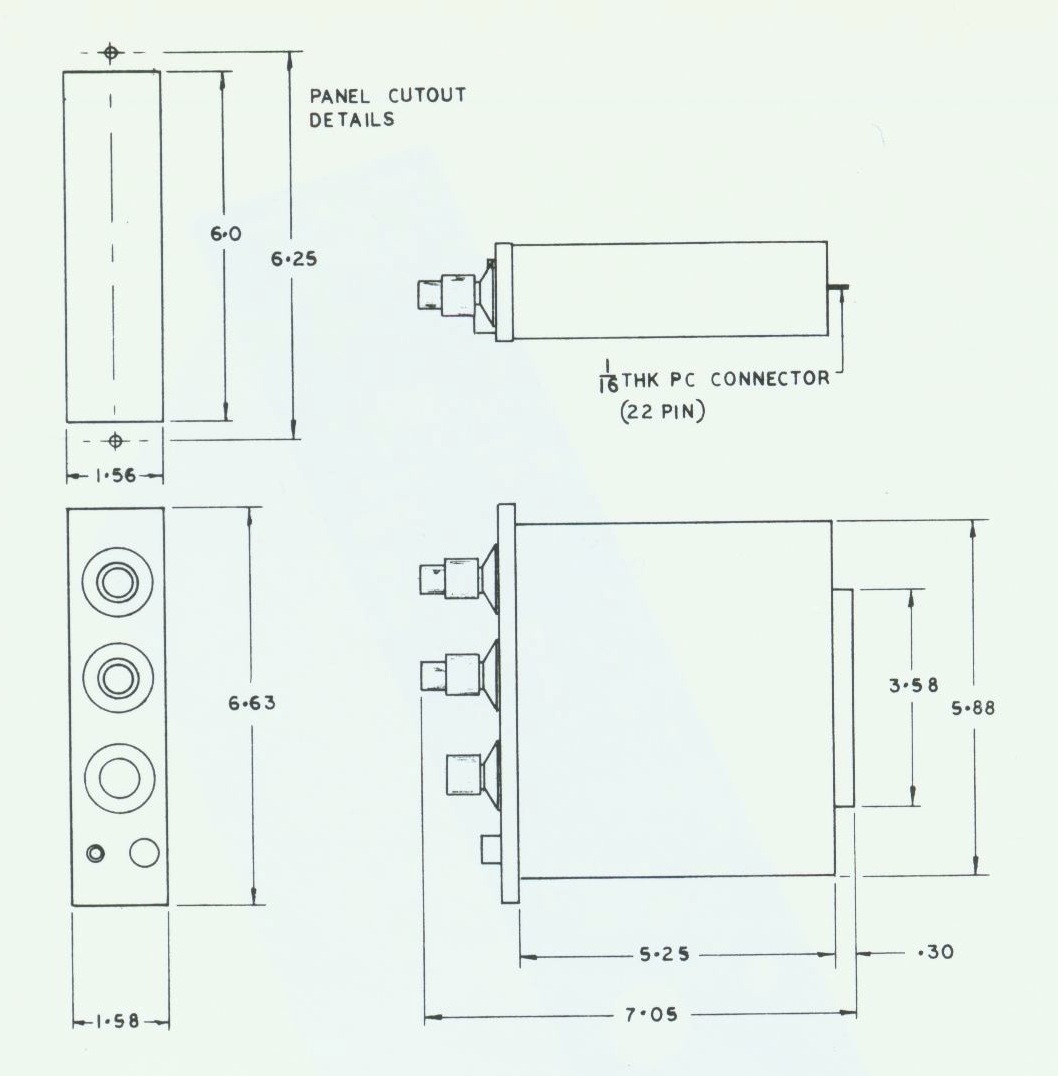 PANEL CUTOUT
DETAILS
6.0
6.25
1.56
1/16 THK PC CONNECTOR
(22 PIN)
6.63
1.58
3.58
5.88
5.25
.30
7.05